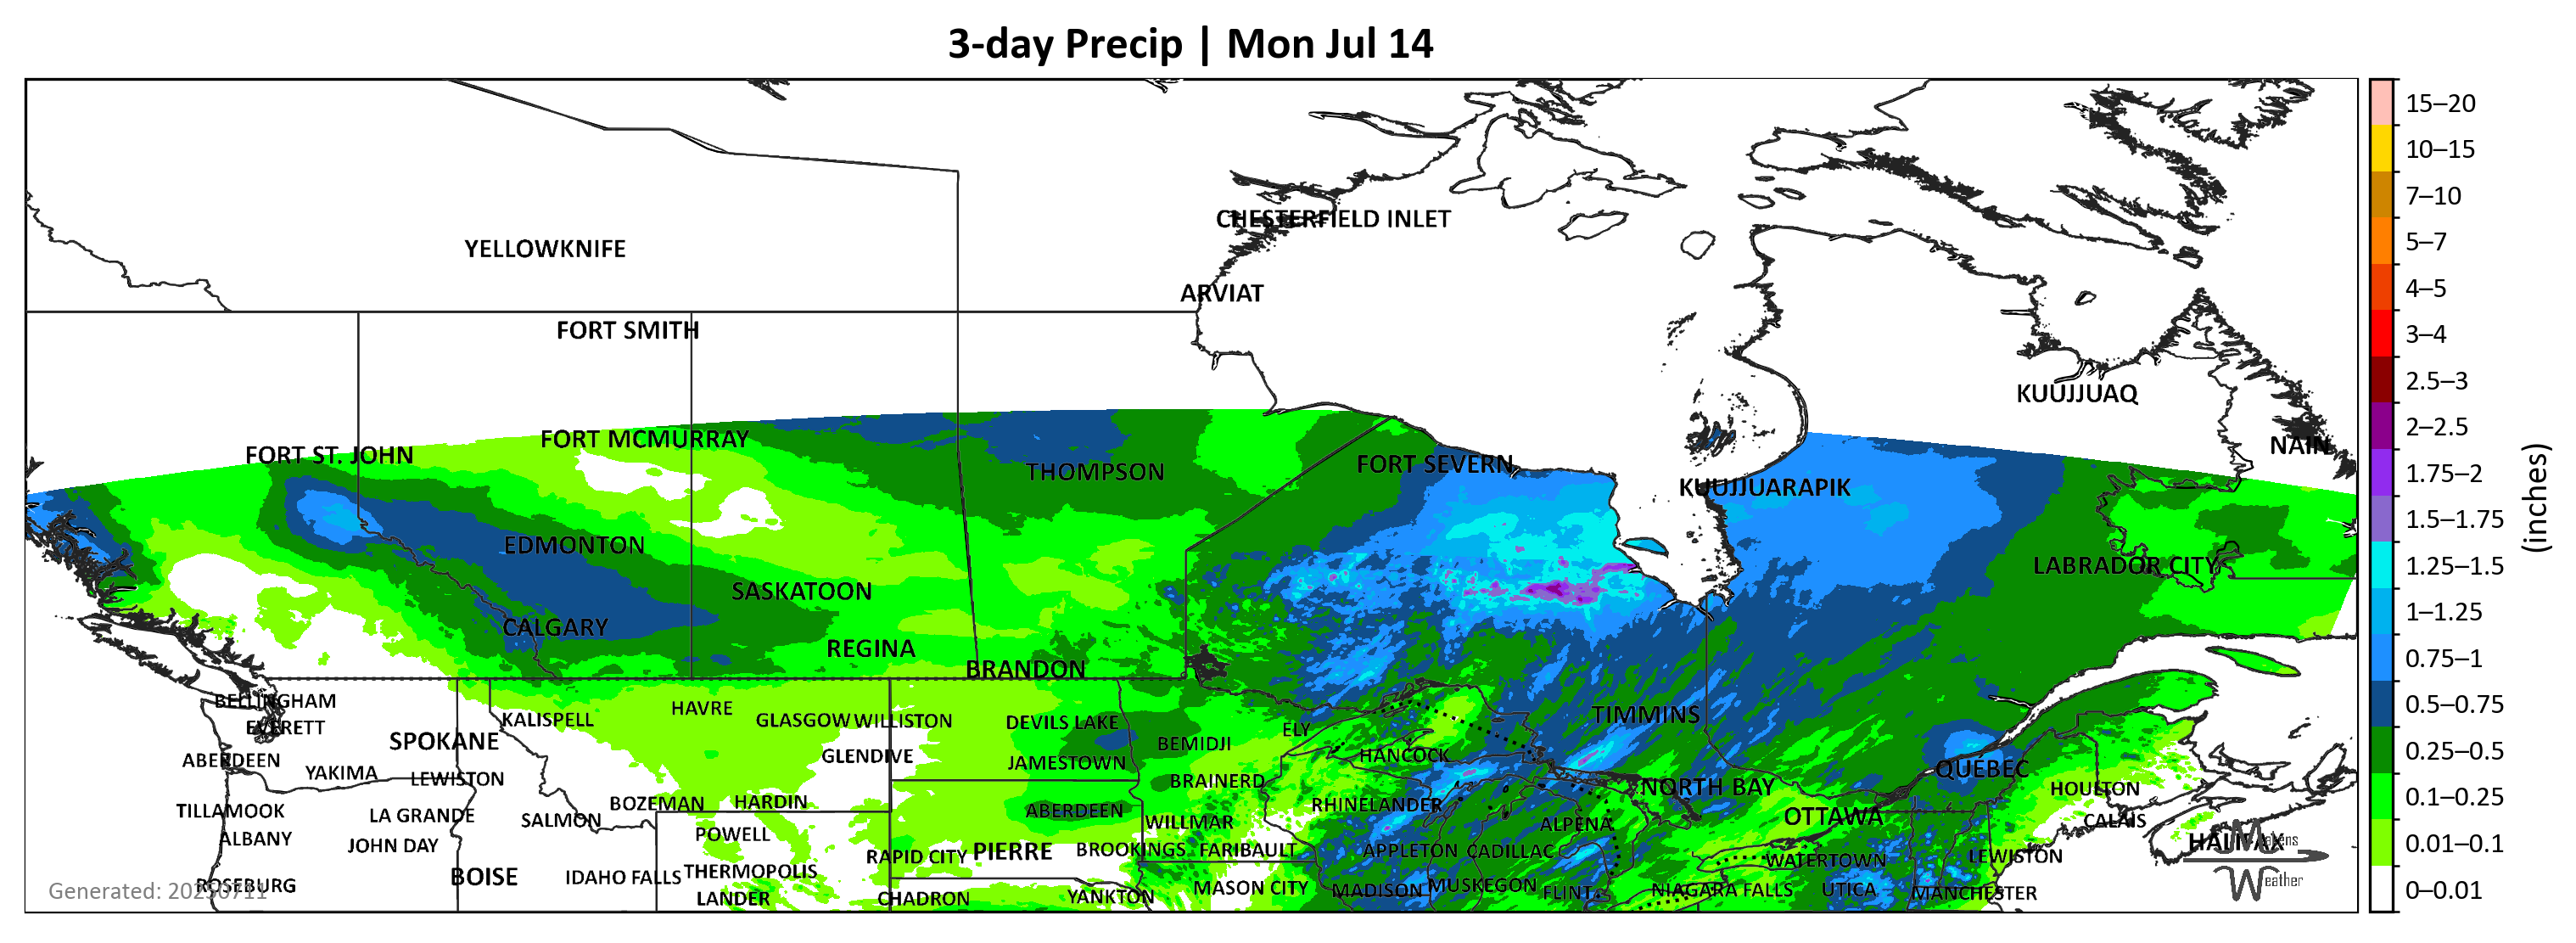 3-day Precip | Mon Jul 14
CHESTERFIELD INLET
YELLOWKNIFE
ARVIAT
FORT SMITH
KUUJJUAQ
FORT MCMURRAY
NAIN
FORT ST. JOHN
FORT SEVERN
THOMPSON
KUUJJUARAPIK
EDMONTON
LABRADOR CITY
SASKATOON
CALGARY
REGINA
BRANDON
BELLINGHAM
HAVRE
TIMMINS
KALISPELL
GLASGOW
WILLISTON
DEVILS LAKE
EVERETT
ELY
SPOKANE
BEMIDJI
GLENDIVE
HANCOCK
ABERDEEN
JAMESTOWN
QUÉBEC
YAKIMA
LEWISTON
BRAINERD
NORTH BAY
HOULTON
BOZEMAN
HARDIN
RHINELANDER
TILLAMOOK
LA GRANDE
SALMON
ABERDEEN
WILLMAR
ALPENA
OTTAWA
CALAIS
ALBANY
JOHN DAY
POWELL
HALIFAX
RAPID CITY
PIERRE
BROOKINGS
FARIBAULT
APPLETON
CADILLAC
WATERTOWN
LEWISTON
BOISE
IDAHO FALLS
THERMOPOLIS
ROSEBURG
MASON CITY
MADISON
MUSKEGON
FLINT
NIAGARA FALLS
UTICA
MANCHESTER
LANDER
CHADRON
YANKTON
Generated: 20250711
Weather
15–20
10–15
7–10
5–7
4–5
3–4
2.5–3
2–2.5
1.75–2
1.5–1.75
1.25–1.5
1–1.25
0.75–1
0.5–0.75
0.25–0.5
0.1–0.25
0.01–0.1
0–0.01
(inches)